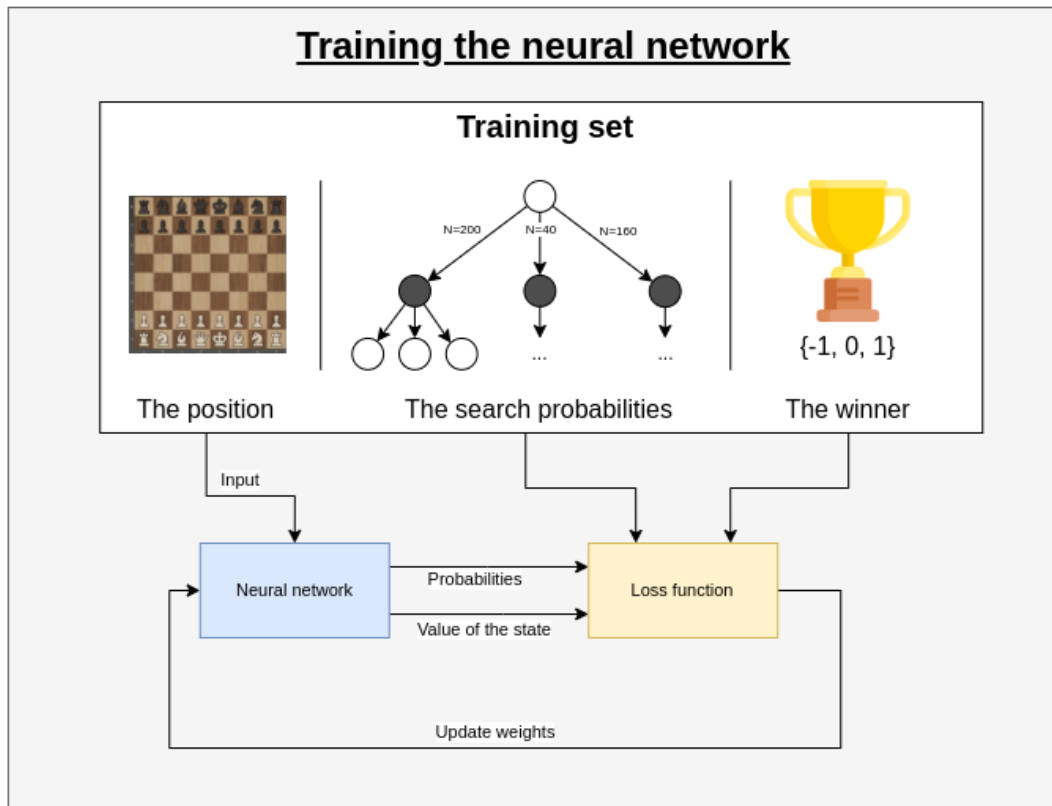 Training the neural network
Training set
N=200
N=40
N=160
...
...
{-1, 0, 1}
The position
The search probabilities
The winner
Input
Neural network
Probabilities
Value of the state
Loss function
Update weights